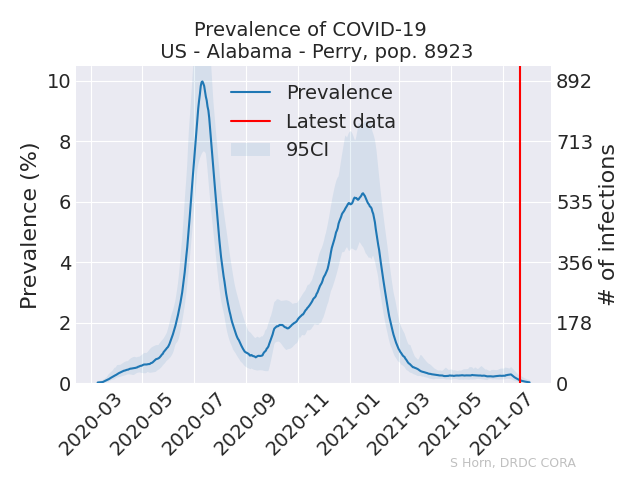 Prevalence of COVID-19
US - Alabama - Perry, pop. 8923
Prevalence (%)
10
8
6
4
2
0
Prevalence
Latest data
95CI
892
713
535
356
178
0
# of infections
2020-03
2020-05
2020-07
2020-09
2020-11
2021-01
2021-03
2021-05
2021-07
S Horn, DRDC CORA